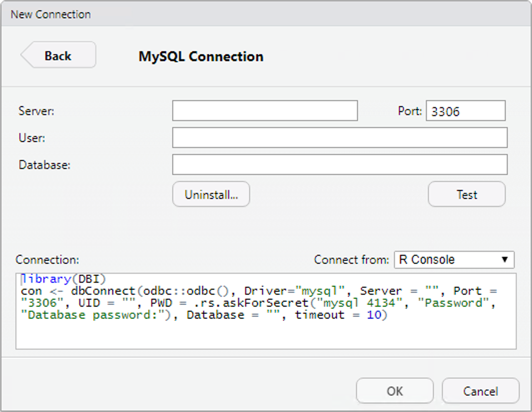 New Connection
Back
MySQL Connection
Server:
Port: 3306
User:
Database:
Uninstall...
Test
Connection:
Connect from: R Console
library(DBI)
con <- dbConnect(odbc::odbc(), Driver="mysql", Server = "", Port =
"3306", UID = "", PWD = .rs.askForSecret("mysql 4134", "Password",
"Database password:"), Database = "", timeout = 10)
OK
Cancel